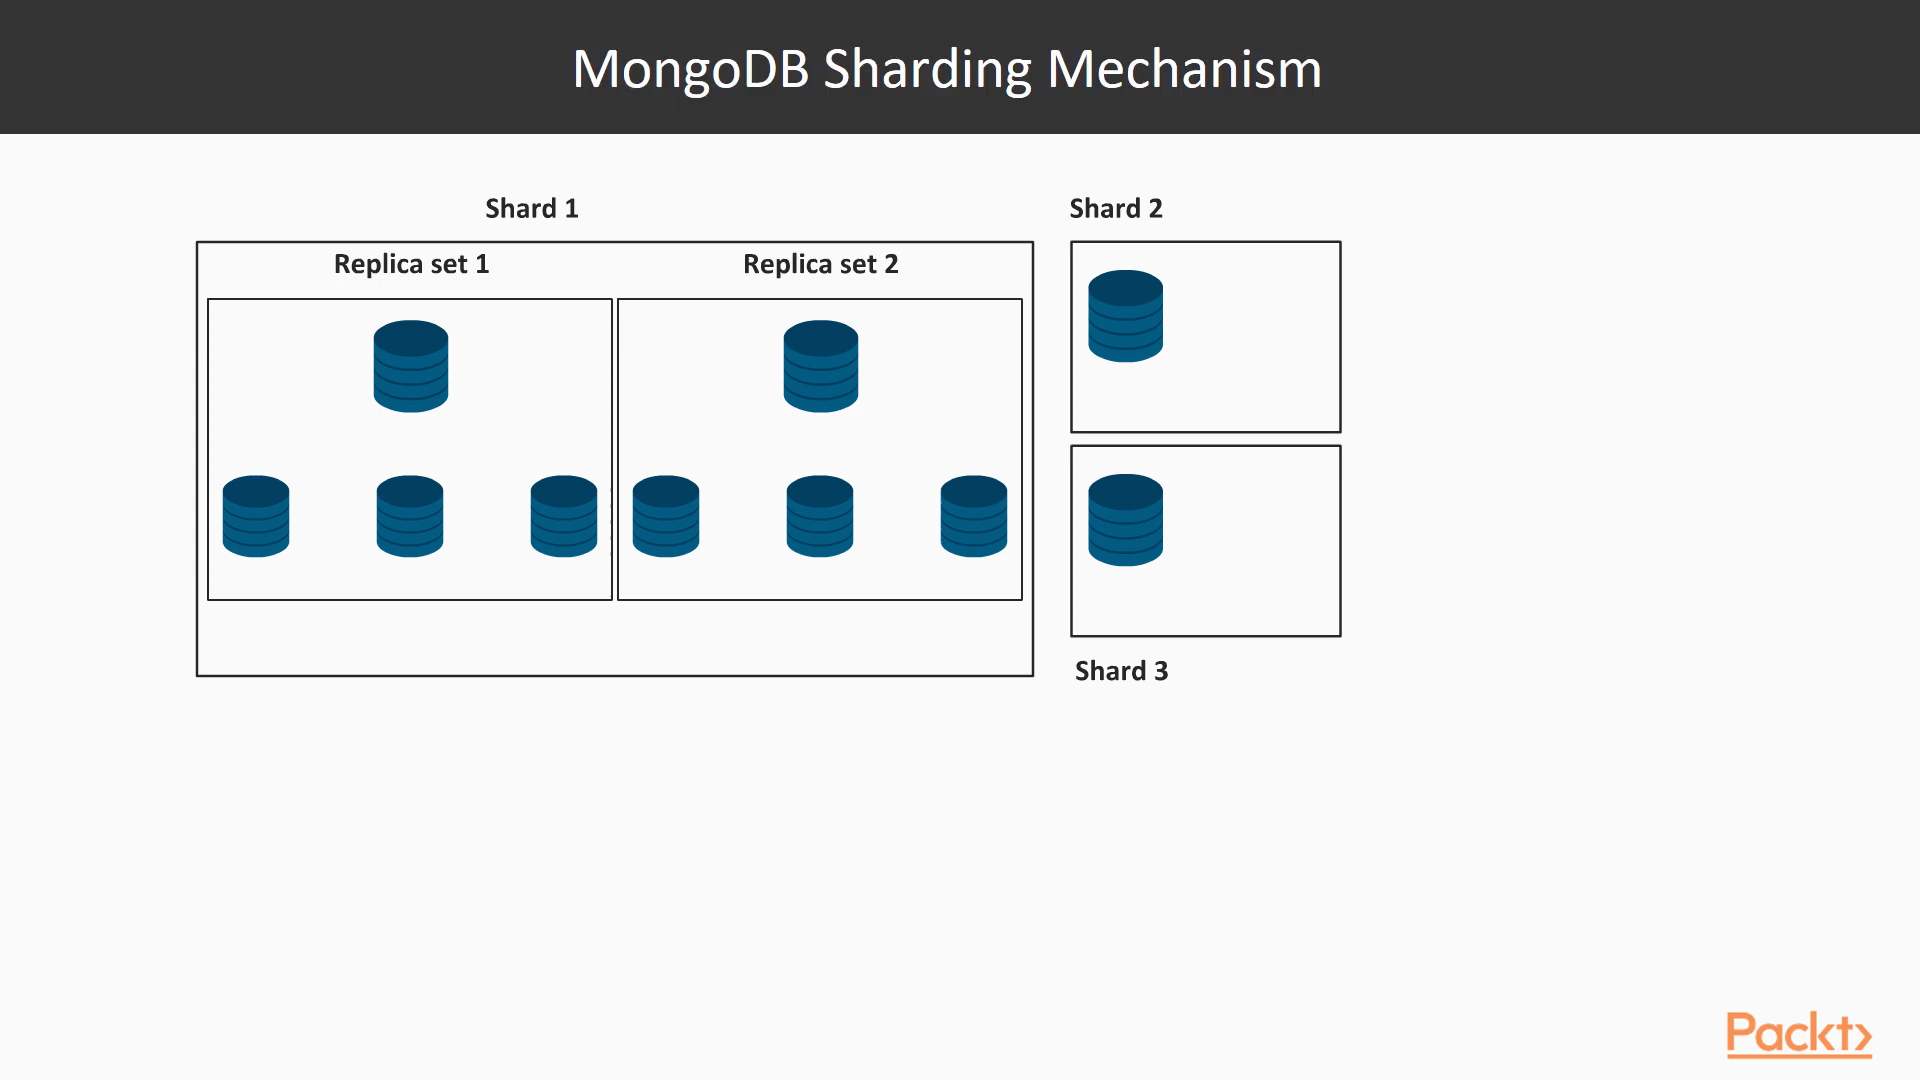 MongoDB Sharding Mechanism
Shard 1
Shard 2
Replica set 1
Replica set 2
Shard 3
Packt